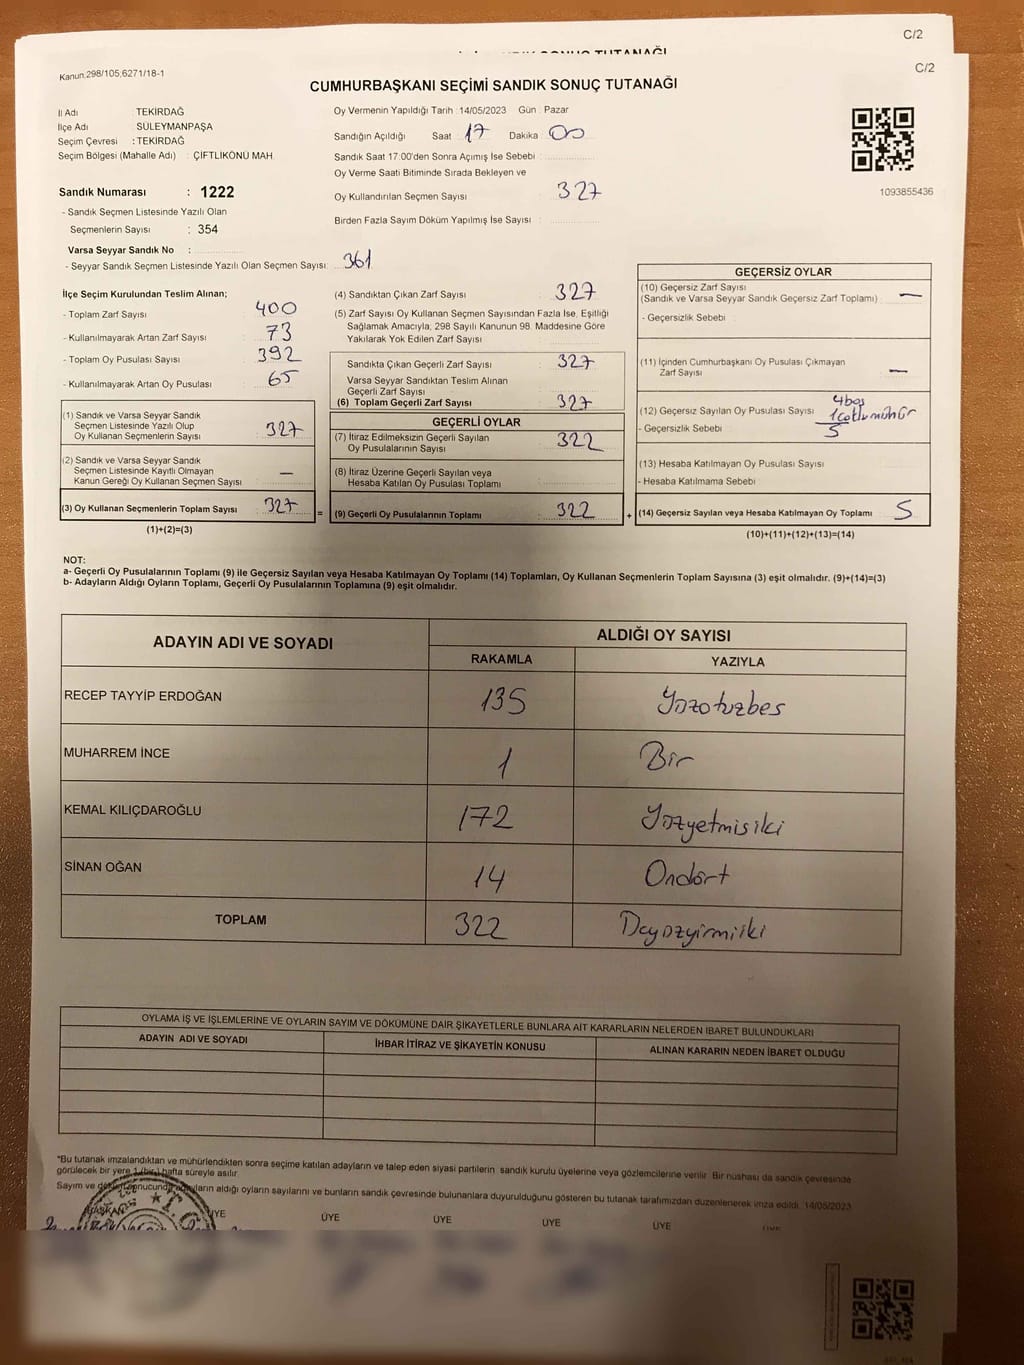 C/2
C/2
Kanun.298/105;6271/18-1
CUMHURBAŞKANI SEÇİMİ SANDIK SONUÇ TUTANAĞI
İl Adı TEKİRDAĞ
İlçe Adı SÜLEYMANPAŞA
Seçim Çevresi : TEKİRDAĞ
Seçim Bölgesi (Mahalle Adı) : ÇİFTLİKÖNÜ MAH.
Sandık Numarası : 1222
- Sandık Seçmen Listesinde Yazılı Olan
Seçmenlerin Sayısı : 354
Varsa Seyyar Sandık No :
- Seyyar Sandık Seçmen Listesinde Yazılı Olan Seçmen Sayısı: 361
Oy Vermenin Yapıldığı Tarih :14/05/2023 Gün : Pazar
Sandığın Açıldığı Saat 17 Dakika 00
Sandık Saat 17:00'den Sonra Açımış İse Sebebi :
Oy Verme Saati Bitiminde Sırada Bekleyen ve
Oy Kullandırılan Seçmen Sayısı : 327
Birden Fazla Sayım Döküm Yapılmış İse Sayısı :
1093855436
İlçe Seçim Kurulundan Teslim Alınan;
- Toplam Zarf Sayısı : 400
- Kullanılmayarak Artan Zarf Sayısı : 73
- Toplam Oy Pusulası Sayısı : 392
- Kullanılmayarak Artan Oy Pusulası : 65
(1) Sandık ve Varsa Seyyar Sandık
Seçmen Listesinde Yazılı Olup
Oy Kullanan Seçmenlerin Sayısı : 327
(2) Sandık ve Varsa Seyyar Sandık
Seçmen Listesinde Kayıtlı Olmayan
Kanun Gereği Oy Kullanan Seçmen Sayısı : —
(3) Oy Kullanan Seçmenlerin Toplam Sayısı : 327
(1)+(2)=(3)
(4) Sandıktan Çıkan Zarf Sayısı : 327
(5) Zarf Sayısı Oy Kullanan Seçmen Sayısından Fazla İse, Eşitliği
Sağlamak Amacıyla; 298 Sayılı Kanunun 98. Maddesine Göre
Yakılarak Yok Edilen Zarf Sayısı :
Sandıkta Çıkan Geçerli Zarf Sayısı : 327
Varsa Seyyar Sandıktan Teslim Alınan
Geçerli Zarf Sayısı :
(6) Toplam Geçerli Zarf Sayısı : 327
GEÇERLİ OYLAR
(7) İtiraz Edilmeksizin Geçerli Sayılan
Oy Pusulalarının Sayısı : 322
(8) İtiraz Üzerine Geçerli Sayılan veya
Hesaba Katılan Oy Pusulası Toplamı :
= (9) Geçerli Oy Pusulalarının Toplamı : 322 +
GEÇERSİZ OYLAR
(10) Geçersiz Zarf Sayısı
(Sandık ve Varsa Seyyar Sandık Geçersiz Zarf Toplamı) : —
- Geçersizlik Sebebi :
(11) İçinden Cumhurbaşkanı Oy Pusulası Çıkmayan
Zarf Sayısı : —
4 boş
(12) Geçersiz Sayılan Oy Pusulası Sayısı : 1 çoklu mühür
- Geçersizlik Sebebi : 5
(13) Hesaba Katılmayan Oy Pusulası Sayısı :
- Hesaba Katılmama Sebebi :
(14) Geçersiz Sayılan veya Hesaba Katılmayan Oy Toplamı : 5
(10)+(11)+(12)+(13)=(14)
NOT:
a- Geçerli Oy Pusulalarının Toplamı (9) ile Geçersiz Sayılan veya Hesaba Katılmayan Oy Toplamı (14) Toplamları, Oy Kullanan Seçmenlerin Toplam Sayısına (3) eşit olmalıdır. (9)+(14)=(3)
b- Adayların Aldığı Oyların Toplamı, Geçerli Oy Pusulalarının Toplamına (9) eşit olmalıdır.
ADAYIN ADI VE SOYADI ALDIĞI OY SAYISI
RAKAMLA YAZIYLA
RECEP TAYYİP ERDOĞAN 135 Yüzotuzbeş
MUHARREM İNCE 1 Bir
KEMAL KILIÇDAROĞLU 172 Yüzyetmişiki
SİNAN OĞAN 14 Ondört
TOPLAM 322 Üçyüzyirmiiki
OYLAMA İŞ VE İŞLEMLERİNE VE OYLARIN SAYIM VE DÖKÜMÜNE DAİR ŞİKAYETLERLE BUNLARA AİT KARARLARIN NELERDEN İBARET BULUNDUKLARI
ADAYIN ADI VE SOYADI İHBAR İTİRAZ VE ŞİKAYETİN KONUSU ALINAN KARARIN NEDEN İBARET OLDUĞU
*Bu tutanak imzalandıktan ve mühürlendikten sonra seçime katılan adayların ve talep eden siyasi partilerin sandık kurulu üyelerine veya gözlemcilerine verilir. Bir nushası da sandık çevresinde
görülecek bir yere 1 (bir) hafta süreyle asılır.
Sayım ve döküm sonucunda adayların aldığı oyların sayılarını ve bunların sandık çevresinde bulunanlara duyurulduğunu gösteren bu tutanak tarafımızdan düzenlenerek imza edildi. 14/05/2023
BAŞKAN ÜYE ÜYE ÜYE ÜYE ÜYE ÜYE
T.C.